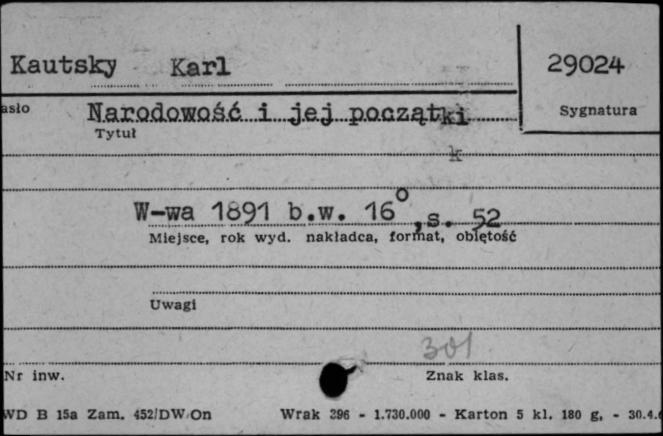 Kautsky Karl
29024
asło Narodowość i jej początki
Tytuł
Sygnatura
k
W-wa 1891 b.w. 16°, s. 52
Miejsce, rok wyd. nakładca, format, objętość
Uwagi
301
Nr inw.
Znak klas.
WD B 15a Zam. 452/DW/On Wrak 296 - 1.730.000 - Karton 5 kl. 180 g, - 30.4.6